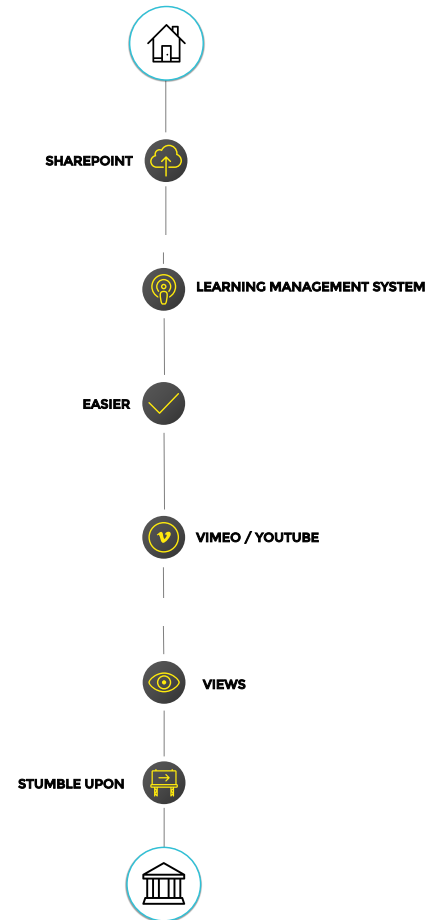 SHAREPOINT
LEARNING MANAGEMENT SYSTEM
EASIER
VIMEO / YOUTUBE
VIEWS
STUMBLE UPON